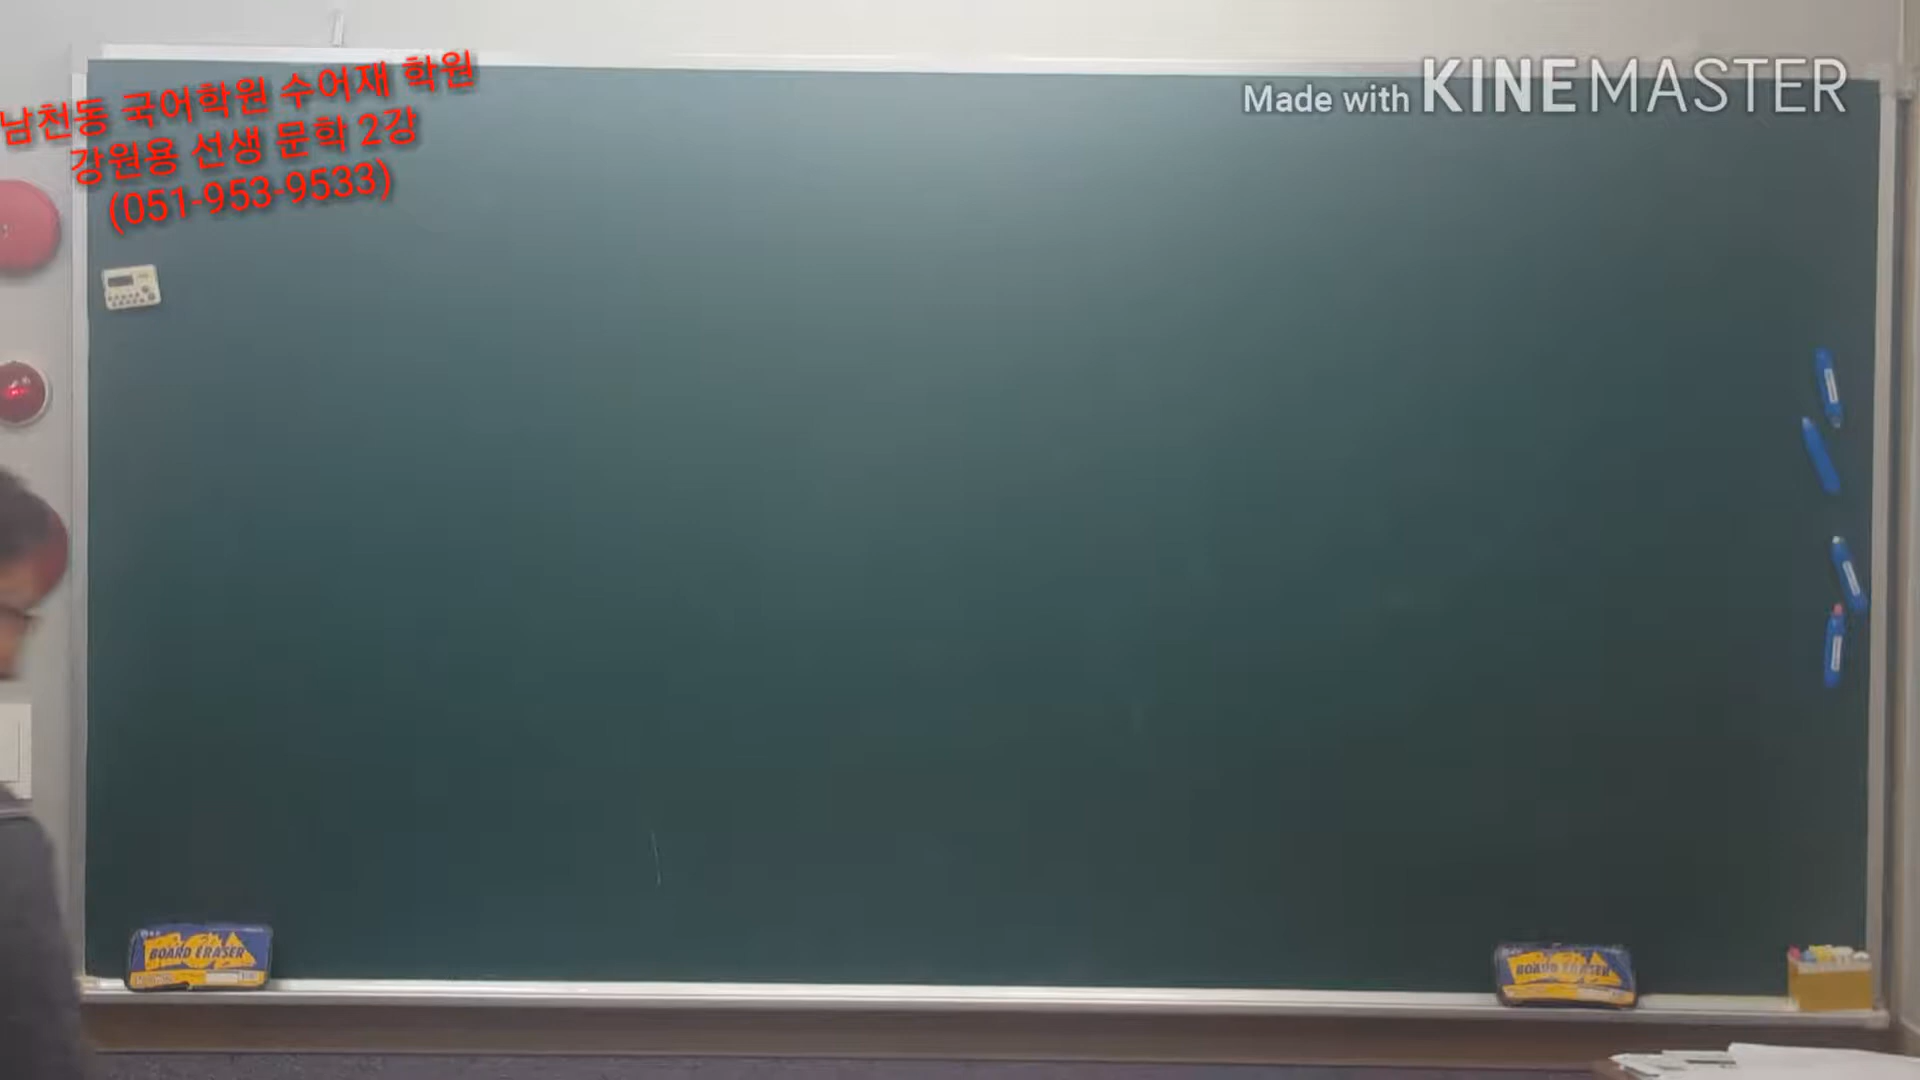 남천동 국어학원 수어재 학원
강원용 선생 문학 2강
(051-953-9533)
Made with KINEMASTER
BOARD ERASER
BOARD ERASER